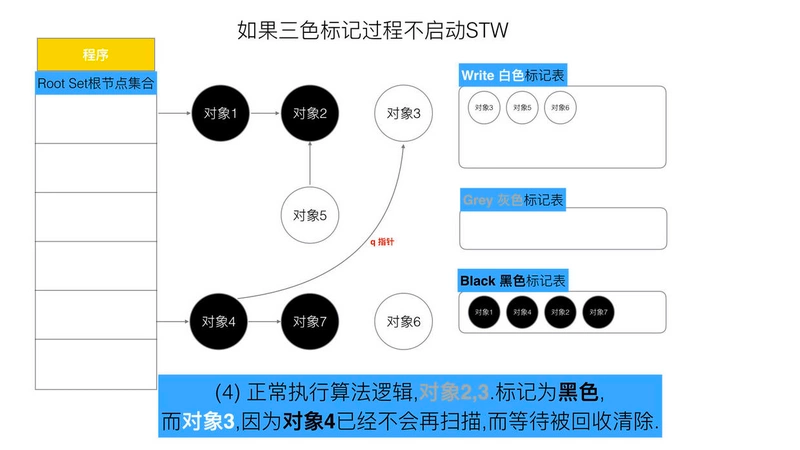 如果三色标记过程不启动STW
程序
Root Set根节点集合
对象1
对象2
对象3
对象5
q 指针
对象4
对象7
对象6
Write 白色标记表
对象3 对象5 对象6
Grey 灰色标记表
Black 黑色标记表
对象1 对象4 对象2 对象7
(4) 正常执行算法逻辑,对象2,3.标记为黑色,
而对象3,因为对象4已经不会再扫描,而等待被回收清除.